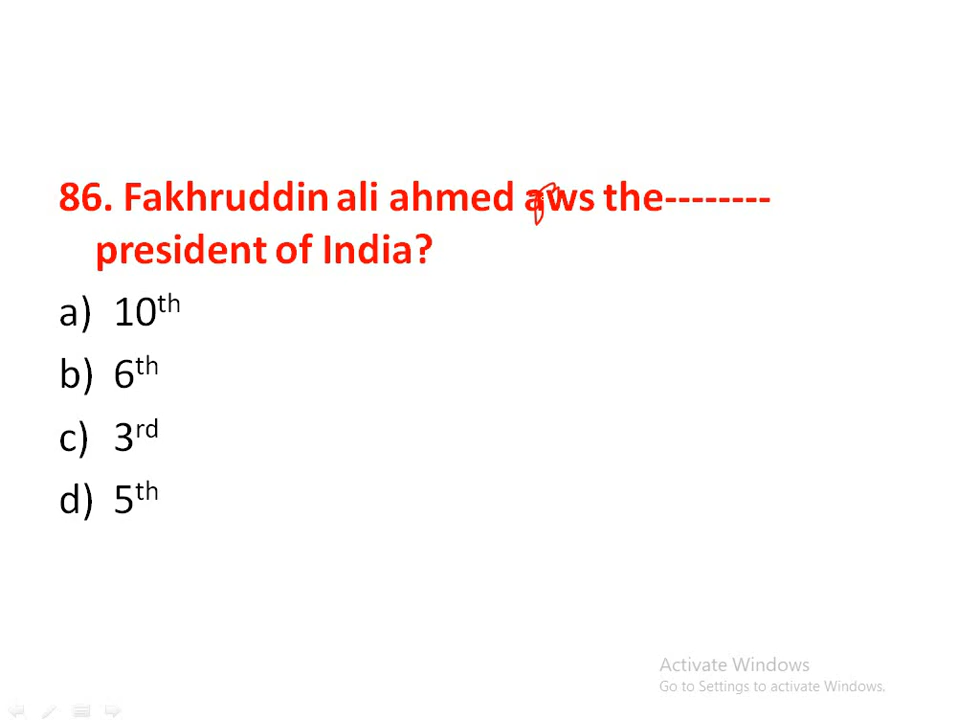 86. Fakhruddin ali ahmed aws the--------
president of India?
a) 10th
b) 6th
c) 3rd
d) 5th
Activate Windows
Go to Settings to activate Windows.